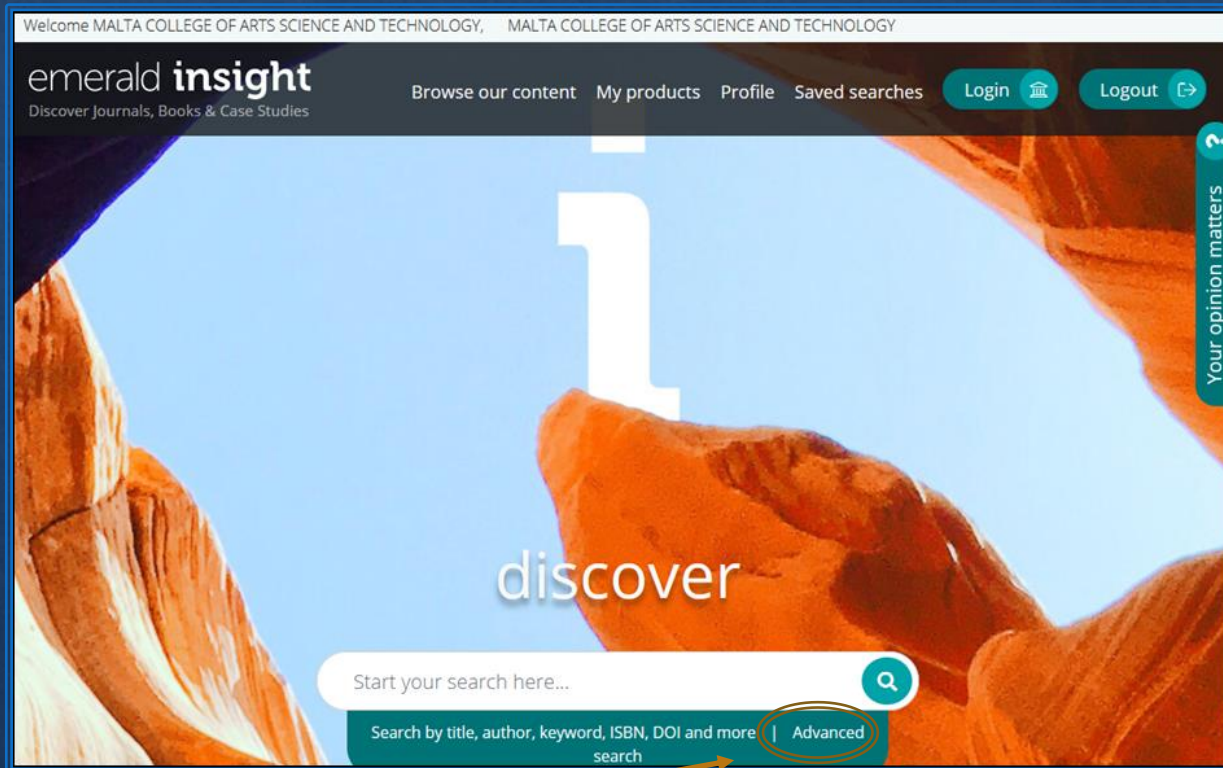 Welcome MALTA COLLEGE OF ARTS SCIENCE AND TECHNOLOGY, MALTA COLLEGE OF ARTS SCIENCE AND TECHNOLOGY
emerald insight
Discover Journals, Books & Case Studies
Browse our content My products Profile Saved searches Login Logout
? Your opinion matters
i
discover
Start your search here...
Search by title, author, keyword, ISBN, DOI and more | Advanced
search